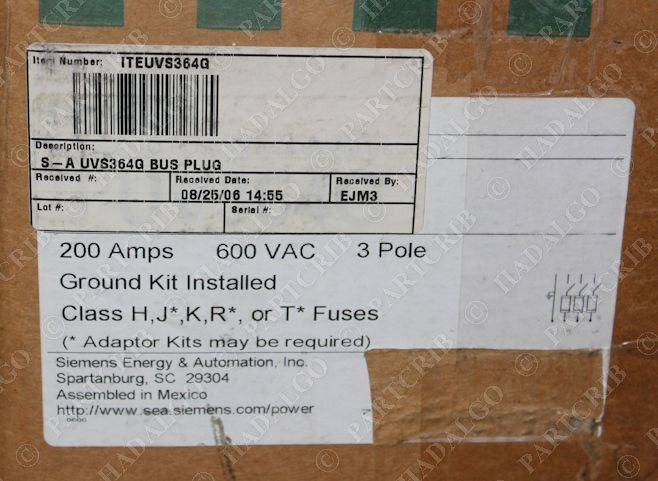 Item Number: ITEUVS364G
Description:
S-A UVS364G BUS PLUG
Received #:
Received Date:
08/25/06 14:55
Received By:
EJM3
Lot #:
Serial #:
200 Amps 600 VAC 3 Pole
Ground Kit Installed
Class H,J*,K,R*, or T* Fuses
(* Adaptor Kits may be required)
Siemens Energy & Automation, Inc.
Spartanburg, SC 29304
Assembled in Mexico
http://www.sea.siemens.com/power
© PARTCRIB © HADALGO